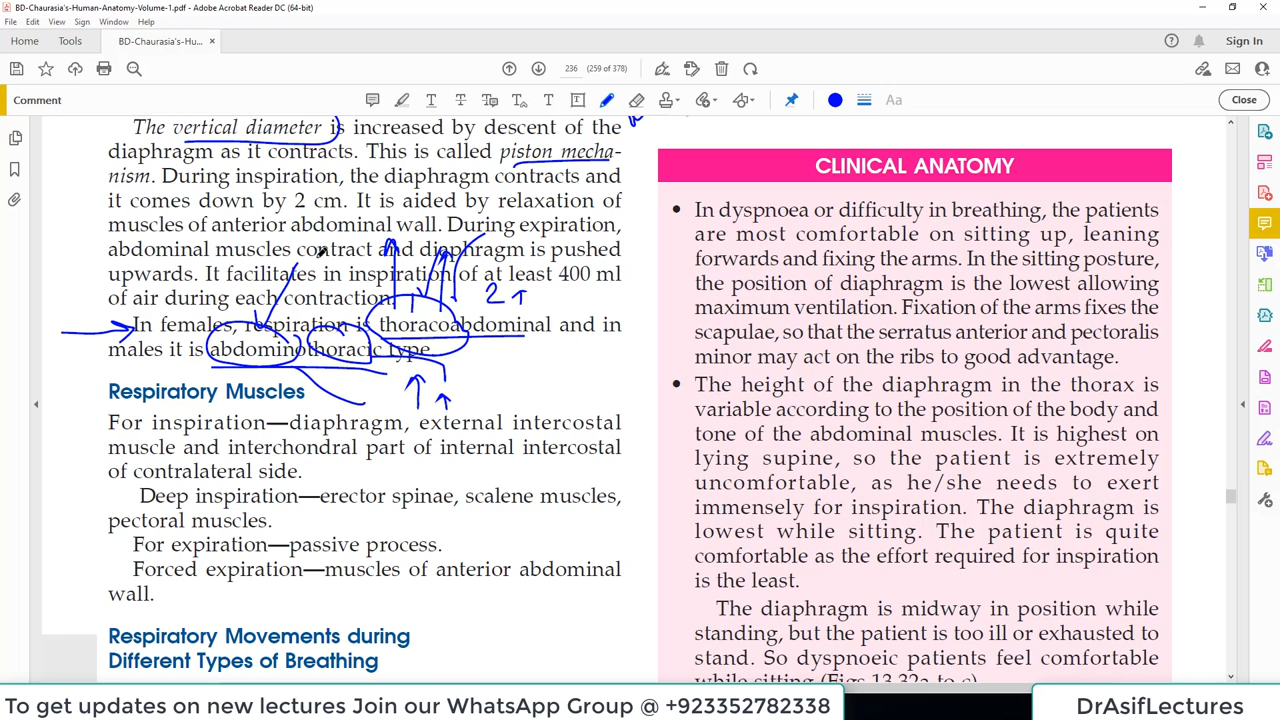 BD-Chaurasia's-Human-Anatomy-Volume-1.pdf - Adobe Acrobat Reader DC (64-bit)
File Edit View Sign Window Help
Home Tools BD-Chaurasia's-Hu... × Sign In
236 (259 of 378)
Comment Aa Close
The vertical diameter is increased by descent of the
diaphragm as it contracts. This is called piston mecha-
nism. During inspiration, the diaphragm contracts and
it comes down by 2 cm. It is aided by relaxation of
muscles of anterior abdominal wall. During expiration,
abdominal muscles contract and diaphragm is pushed
upwards. It facilitates in inspiration of at least 400 ml
of air during each contraction.
2
In females, respiration is thoracoabdominal and in
males it is abdominothoracic type.
Respiratory Muscles
For inspiration—diaphragm, external intercostal
muscle and interchondral part of internal intercostal
of contralateral side.
Deep inspiration—erector spinae, scalene muscles,
pectoral muscles.
For expiration—passive process.
Forced expiration—muscles of anterior abdominal
wall.
Respiratory Movements during
Different Types of Breathing
CLINICAL ANATOMY
• In dyspnoea or difficulty in breathing, the patients
are most comfortable on sitting up, leaning
forwards and fixing the arms. In the sitting posture,
the position of diaphragm is the lowest allowing
maximum ventilation. Fixation of the arms fixes the
scapulae, so that the serratus anterior and pectoralis
minor may act on the ribs to good advantage.
• The height of the diaphragm in the thorax is
variable according to the position of the body and
tone of the abdominal muscles. It is highest on
lying supine, so the patient is extremely
uncomfortable, as he/she needs to exert
immensely for inspiration. The diaphragm is
lowest while sitting. The patient is quite
comfortable as the effort required for inspiration
is the least.
The diaphragm is midway in position while
standing, but the patient is too ill or exhausted to
stand. So dyspnoeic patients feel comfortable
while sitting (Figs 13.32a to c).
To get updates on new lectures Join our WhatsApp Group @ +923352782338
DrAsifLectures